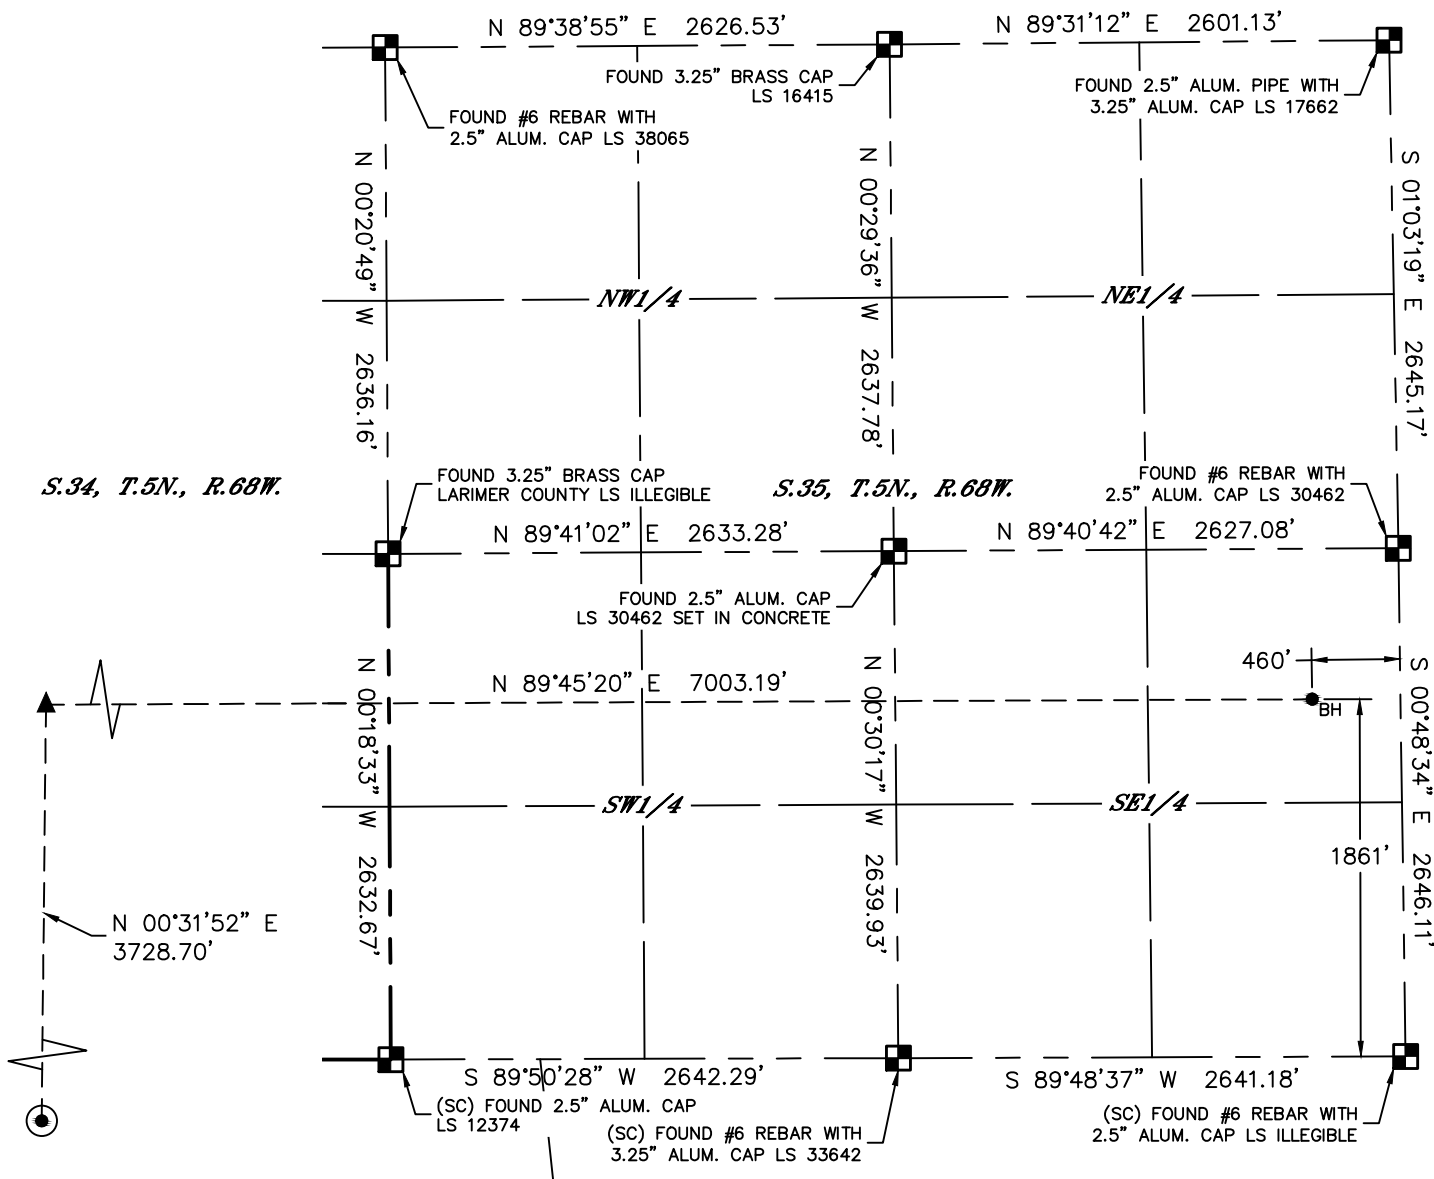 N 89°38'55" E 2626.53'
N 89°31'12" E 2601.13'
FOUND 3.25" BRASS CAP
LS 16415
FOUND 2.5" ALUM. PIPE WITH
3.25" ALUM. CAP LS 17662
FOUND #6 REBAR WITH
2.5" ALUM. CAP LS 38065
N 00°20'49" W 2636.16'
N 00°29'36" W 2637.78'
S 01°03'19" E 2645.17'
NW1/4
NE1/4
S.34, T.5N., R.68W.
FOUND 3.25" BRASS CAP
LARIMER COUNTY LS ILLEGIBLE
S.35, T.5N., R.68W.
FOUND #6 REBAR WITH
2.5" ALUM. CAP LS 30462
N 89°41'02" E 2633.28'
N 89°40'42" E 2627.08'
FOUND 2.5" ALUM. CAP
LS 30462 SET IN CONCRETE
460'
N 89°45'20" E 7003.19'
BH
N 00°18'33" W 2632.67'
N 00°30'17" W 2639.93'
S 00°48'34" E 2646.11'
SW1/4
SE1/4
1861'
N 00°31'52" E
3728.70'
S 89°50'28" W 2642.29'
S 89°48'37" W 2641.18'
(SC) FOUND 2.5" ALUM. CAP
LS 12374
(SC) FOUND #6 REBAR WITH
3.25" ALUM. CAP LS 33642
(SC) FOUND #6 REBAR WITH
2.5" ALUM. CAP LS ILLEGIBLE